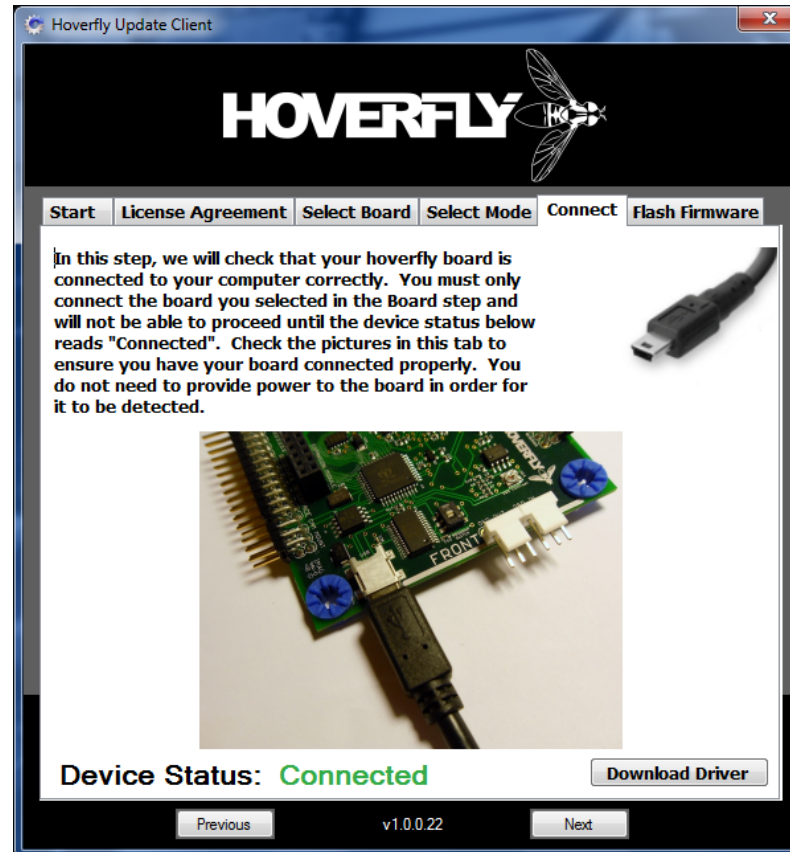 Hoverfly Update Client
HOVERFLY
Start License Agreement Select Board Select Mode Connect Flash Firmware
In this step, we will check that your hoverfly board is
connected to your computer correctly. You must only
connect the board you selected in the Board step and
will not be able to proceed until the device status below
reads "Connected". Check the pictures in this tab to
ensure you have your board connected properly. You
do not need to provide power to the board in order for
it to be detected.
HOVERFLY
FRONT
Device Status: Connected
Download Driver
Previous v1.0.0.22 Next